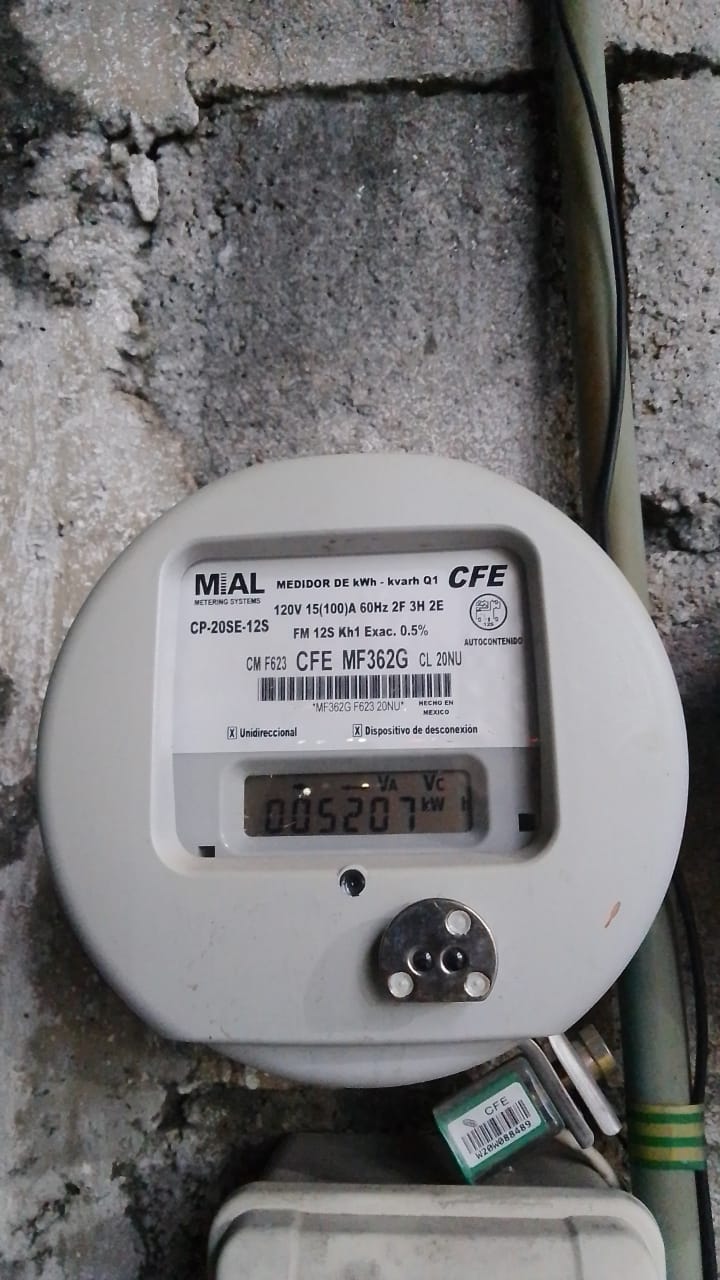 MIAL MEDIDOR DE kWh - kvarh Q1 CFE
METERING SYSTEMS
120V 15(100)A 60Hz 2F 3H 2E
CP-20SE-12S
FM 12S Kh1 Exac. 0.5%
12S
AUTOCONTENIDO
CM F623 CFE MF362G CL 20NU
*MF362G F623 20NU*
HECHO EN
MEXICO
X Unidireccional X Dispositivo de desconexión
VA VC
005207 kW h
CFE
W20W088489